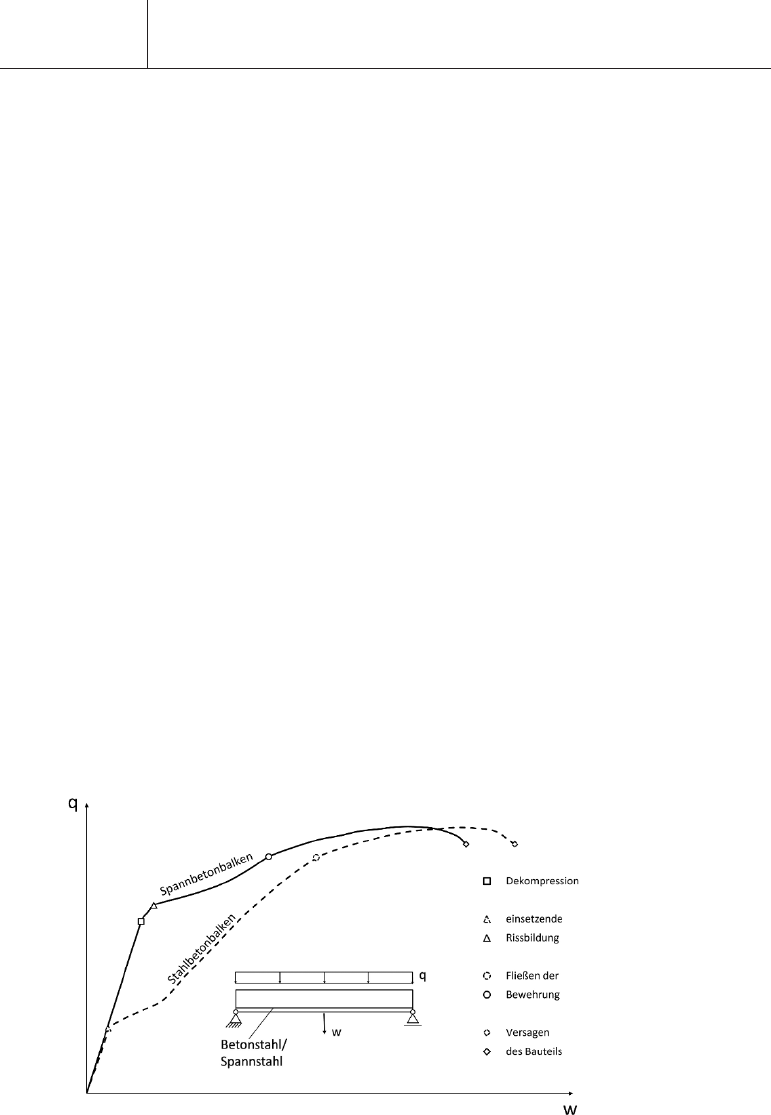 q
Spannbetonbalken
Stahlbetonbalken
Dekompression
einsetzende
Rissbildung
Fließen der
Bewehrung
Versagen
des Bauteils
q
w
Betonstahl/
Spannstahl
w